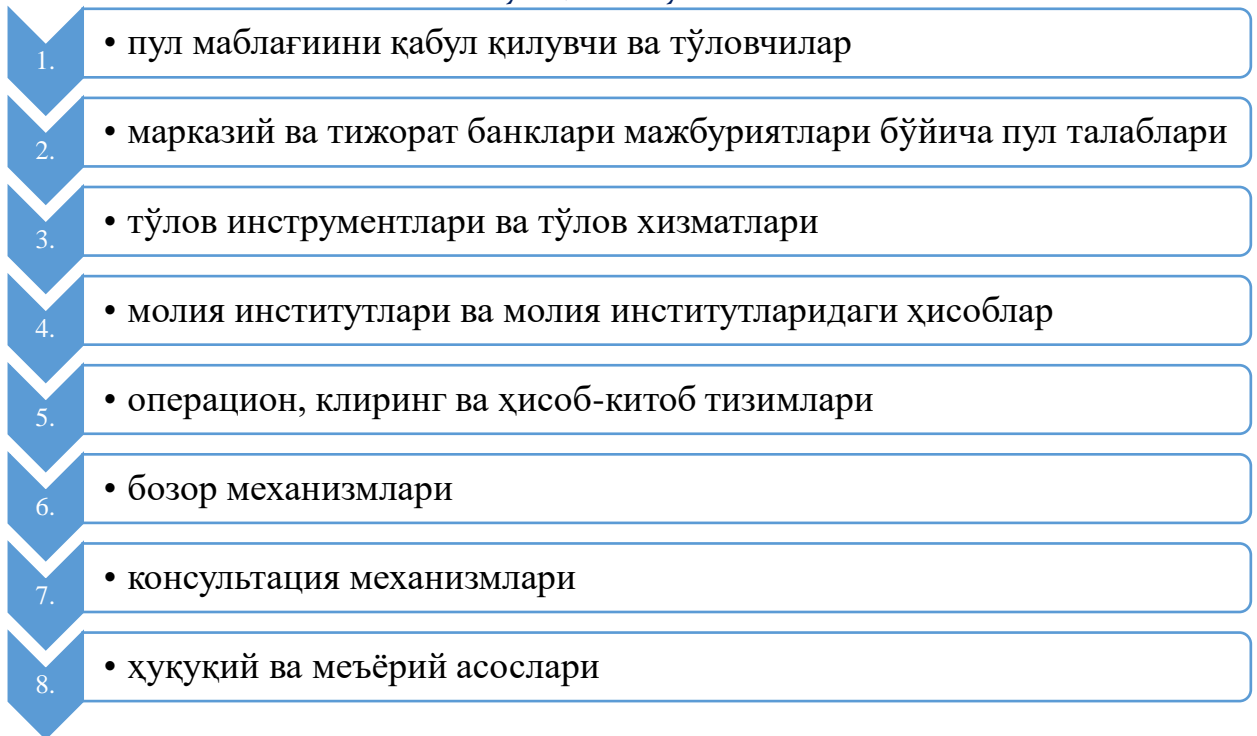 1. • пул маблағиини қабул қилувчи ва тўловчилар
2. • марказий ва тижорат банклари мажбуриятлари бўйича пул талаблари
3. • тўлов инструментлари ва тўлов хизматлари
4. • молия институтлари ва молия институтларидаги ҳисоблар
5. • операцион, клиринг ва ҳисоб-китоб тизимлари
6. • бозор механизмлари
7. • консультация механизмлари
8. • ҳуқуқий ва меъёрий асослари